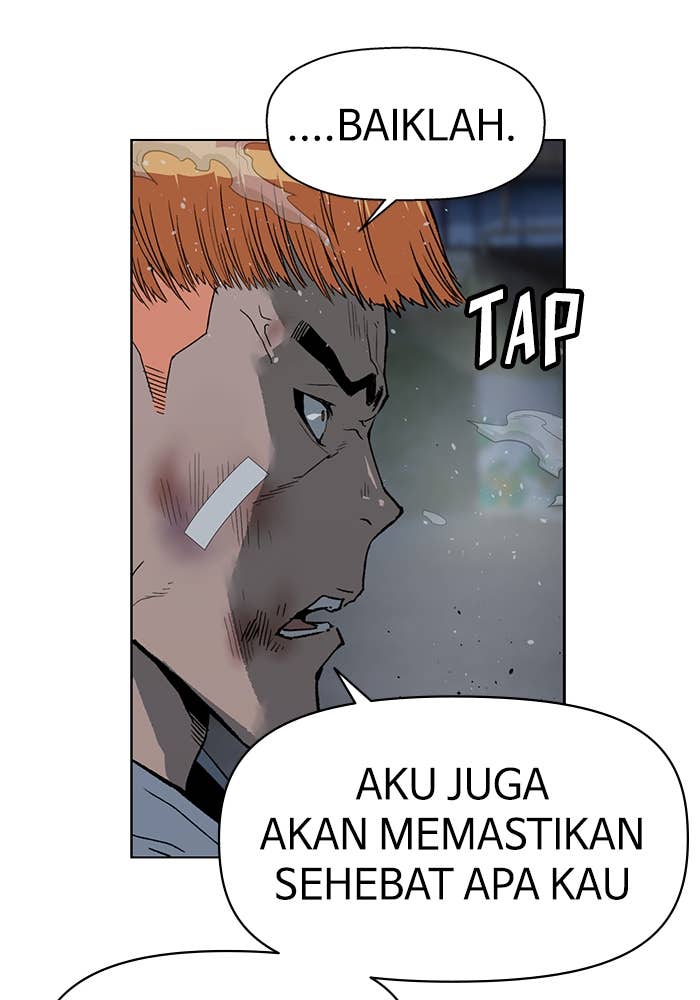 ....BAIKLAH.
TAP
AKU JUGA
AKAN MEMASTIKAN
SEHEBAT APA KAU